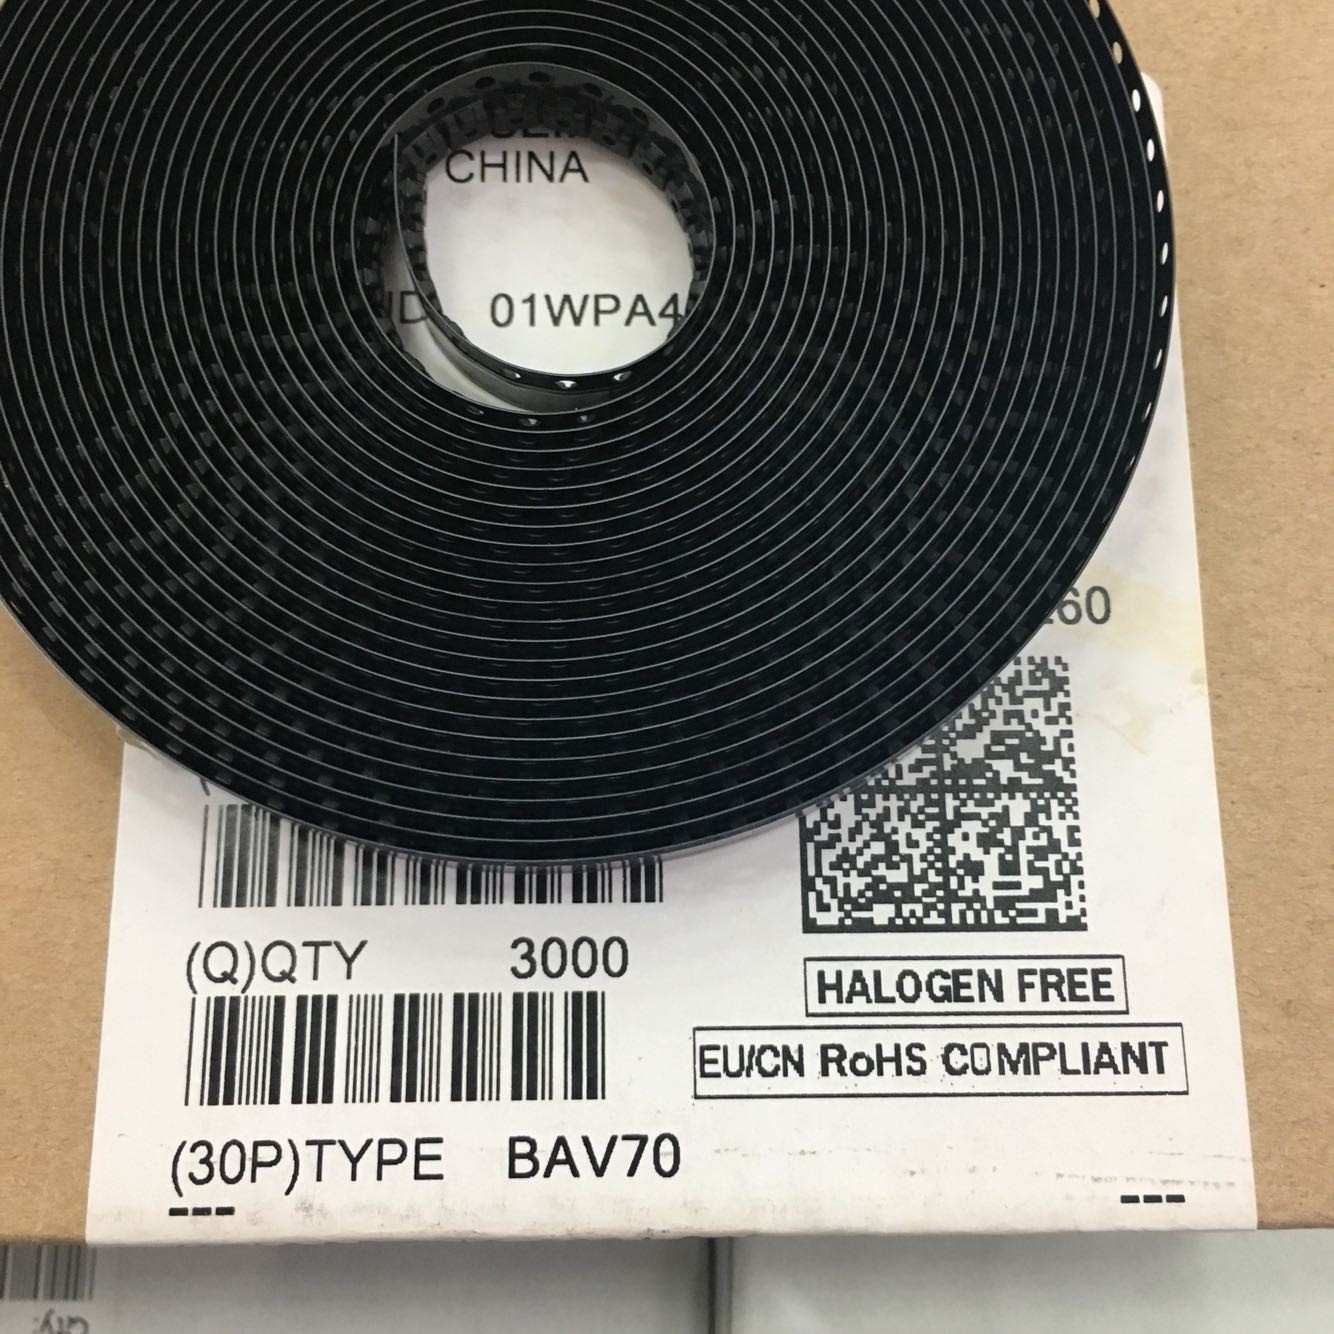 CHINA
01WPA4
60
(Q)QTY 3000
HALOGEN FREE
EU/CN RoHS COMPLIANT
(30P)TYPE BAV70
--- ---